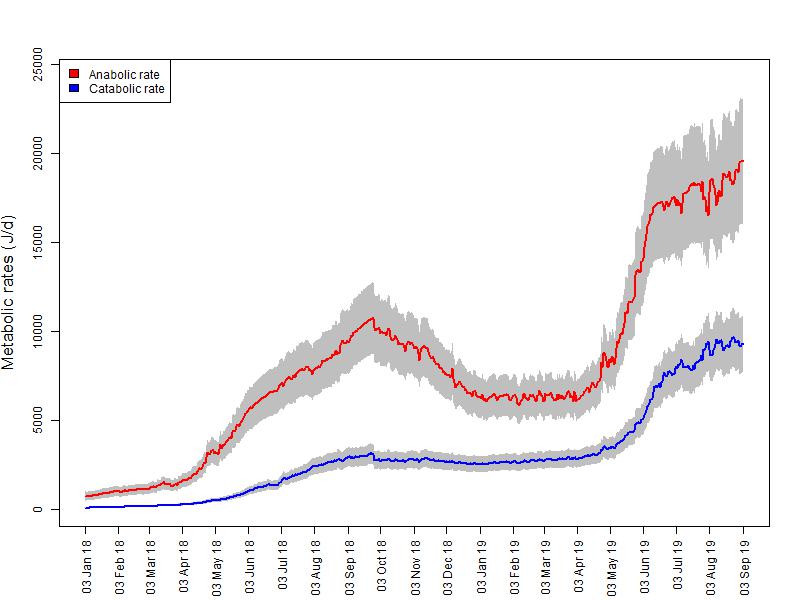 Anabolic rate
Catabolic rate
Metabolic rates (J/d)
25000
20000
15000
10000
5000
0
03 Jan 18
03 Feb 18
03 Mar 18
03 Apr 18
03 May 18
03 Jun 18
03 Jul 18
03 Aug 18
03 Sep 18
03 Oct 18
03 Nov 18
03 Dec 18
03 Jan 19
03 Feb 19
03 Mar 19
03 Apr 19
03 May 19
03 Jun 19
03 Jul 19
03 Aug 19
03 Sep 19